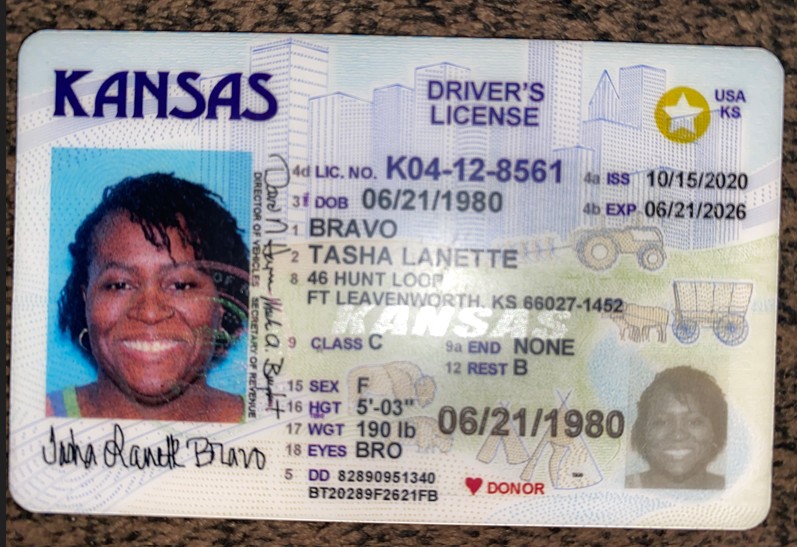 KANSAS
DRIVER'S
LICENSE
USA
KS
4d LIC. NO. K04-12-8561
4a ISS 10/15/2020
3 DOB 06/21/1980
4b EXP 06/21/2026
1 BRAVO
2 TASHA LANETTE
8 46 HUNT LOOP
FT LEAVENWORTH, KS 66027-1452
KANSAS
9 CLASS C
9a END NONE
12 REST B
15 SEX F
16 HGT 5'-03"
17 WGT 190 lb
06/21/1980
18 EYES BRO
5 DD 82890951340
BT20289F2621FB
DONOR
DIRECTOR OF VEHICLES SECRETARY OF REVENUE
Tasha Lanette Bravo